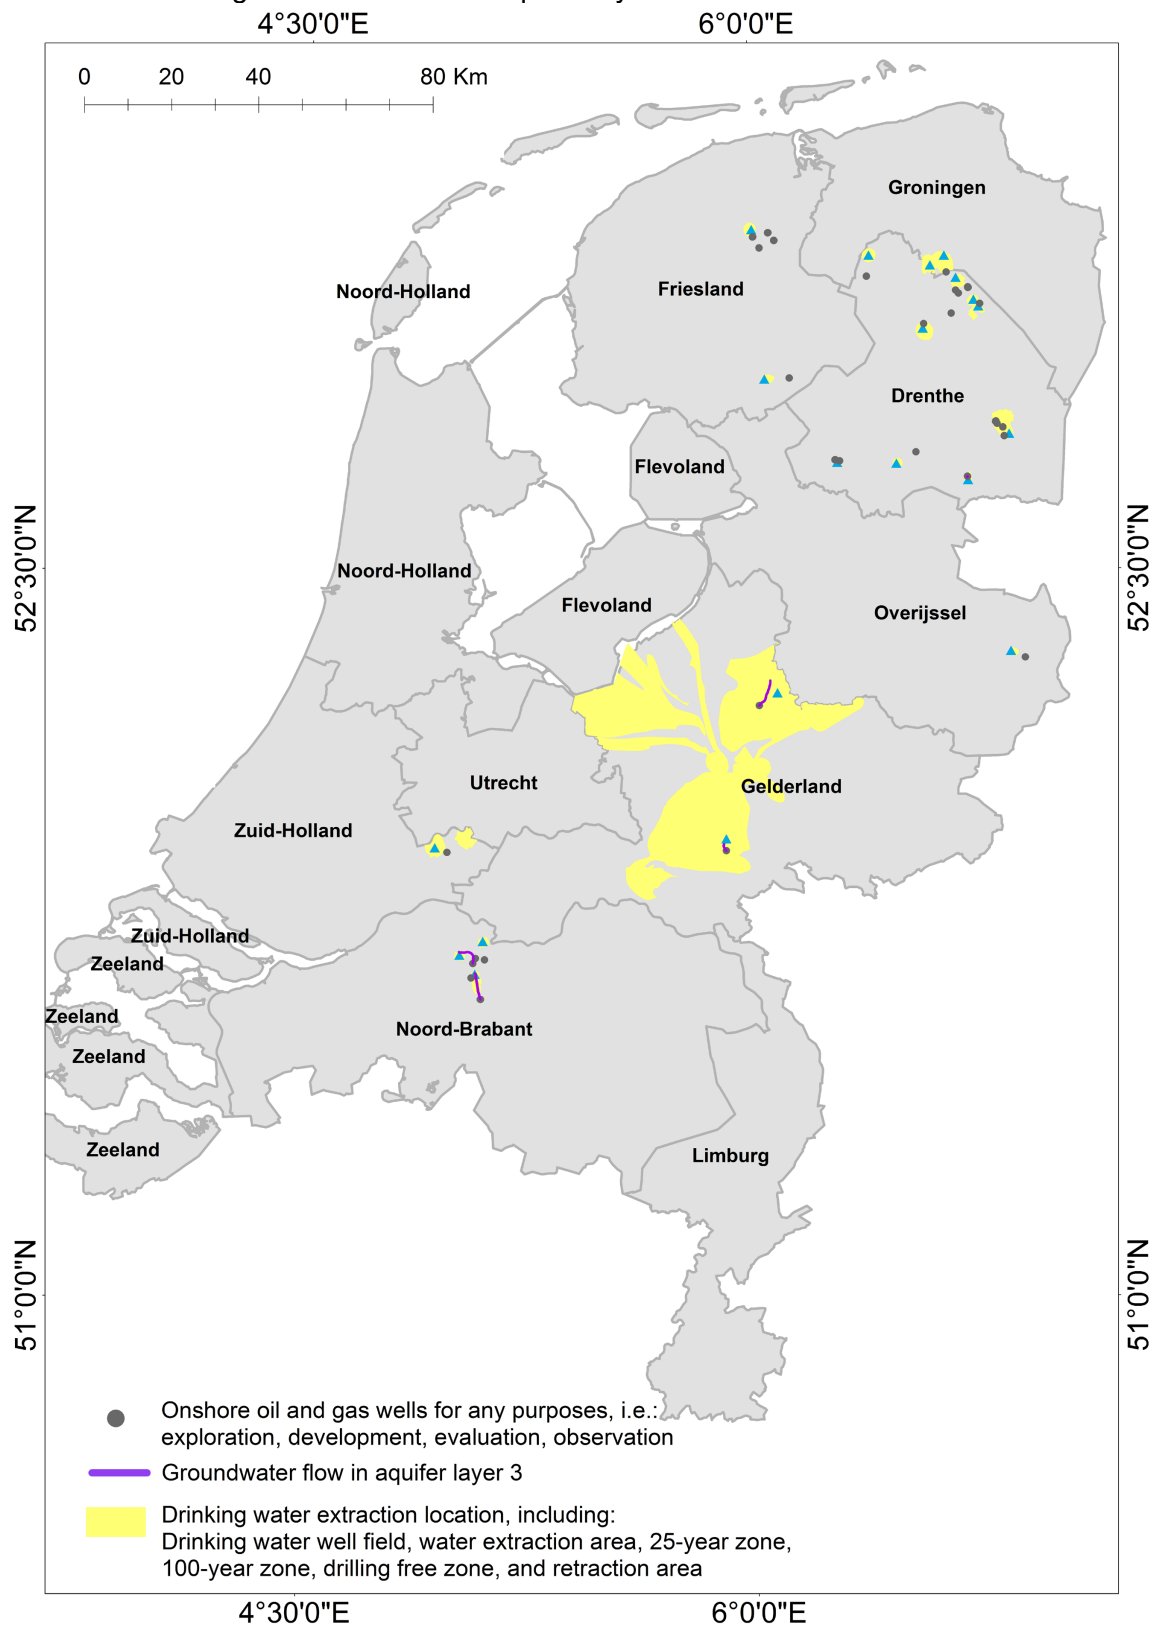 4°30'0"E
6°0'0"E
0 20 40 80 Km
Groningen
Noord-Holland
Friesland
Drenthe
Flevoland
52°30'0"N
52°30'0"N
Noord-Holland
Flevoland
Overijssel
Utrecht
Gelderland
Zuid-Holland
Zuid-Holland
Zeeland
Zeeland
Noord-Brabant
Zeeland
Zeeland
Limburg
51°0'0"N
51°0'0"N
Onshore oil and gas wells for any purposes, i.e.:
exploration, development, evaluation, observation
Groundwater flow in aquifer layer 3
Drinking water extraction location, including:
Drinking water well field, water extraction area, 25-year zone,
100-year zone, drilling free zone, and retraction area
4°30'0"E
6°0'0"E